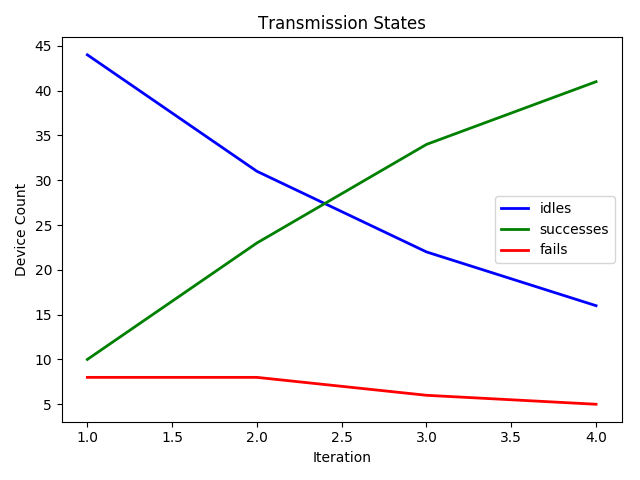 Transmission States
45
40
35
30
25
20
15
10
5
Device Count
idles
successes
fails
1.0 1.5 2.0 2.5 3.0 3.5 4.0
Iteration